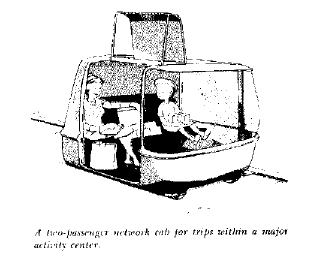 A two-passenger network cab for trips within a major
activity center.